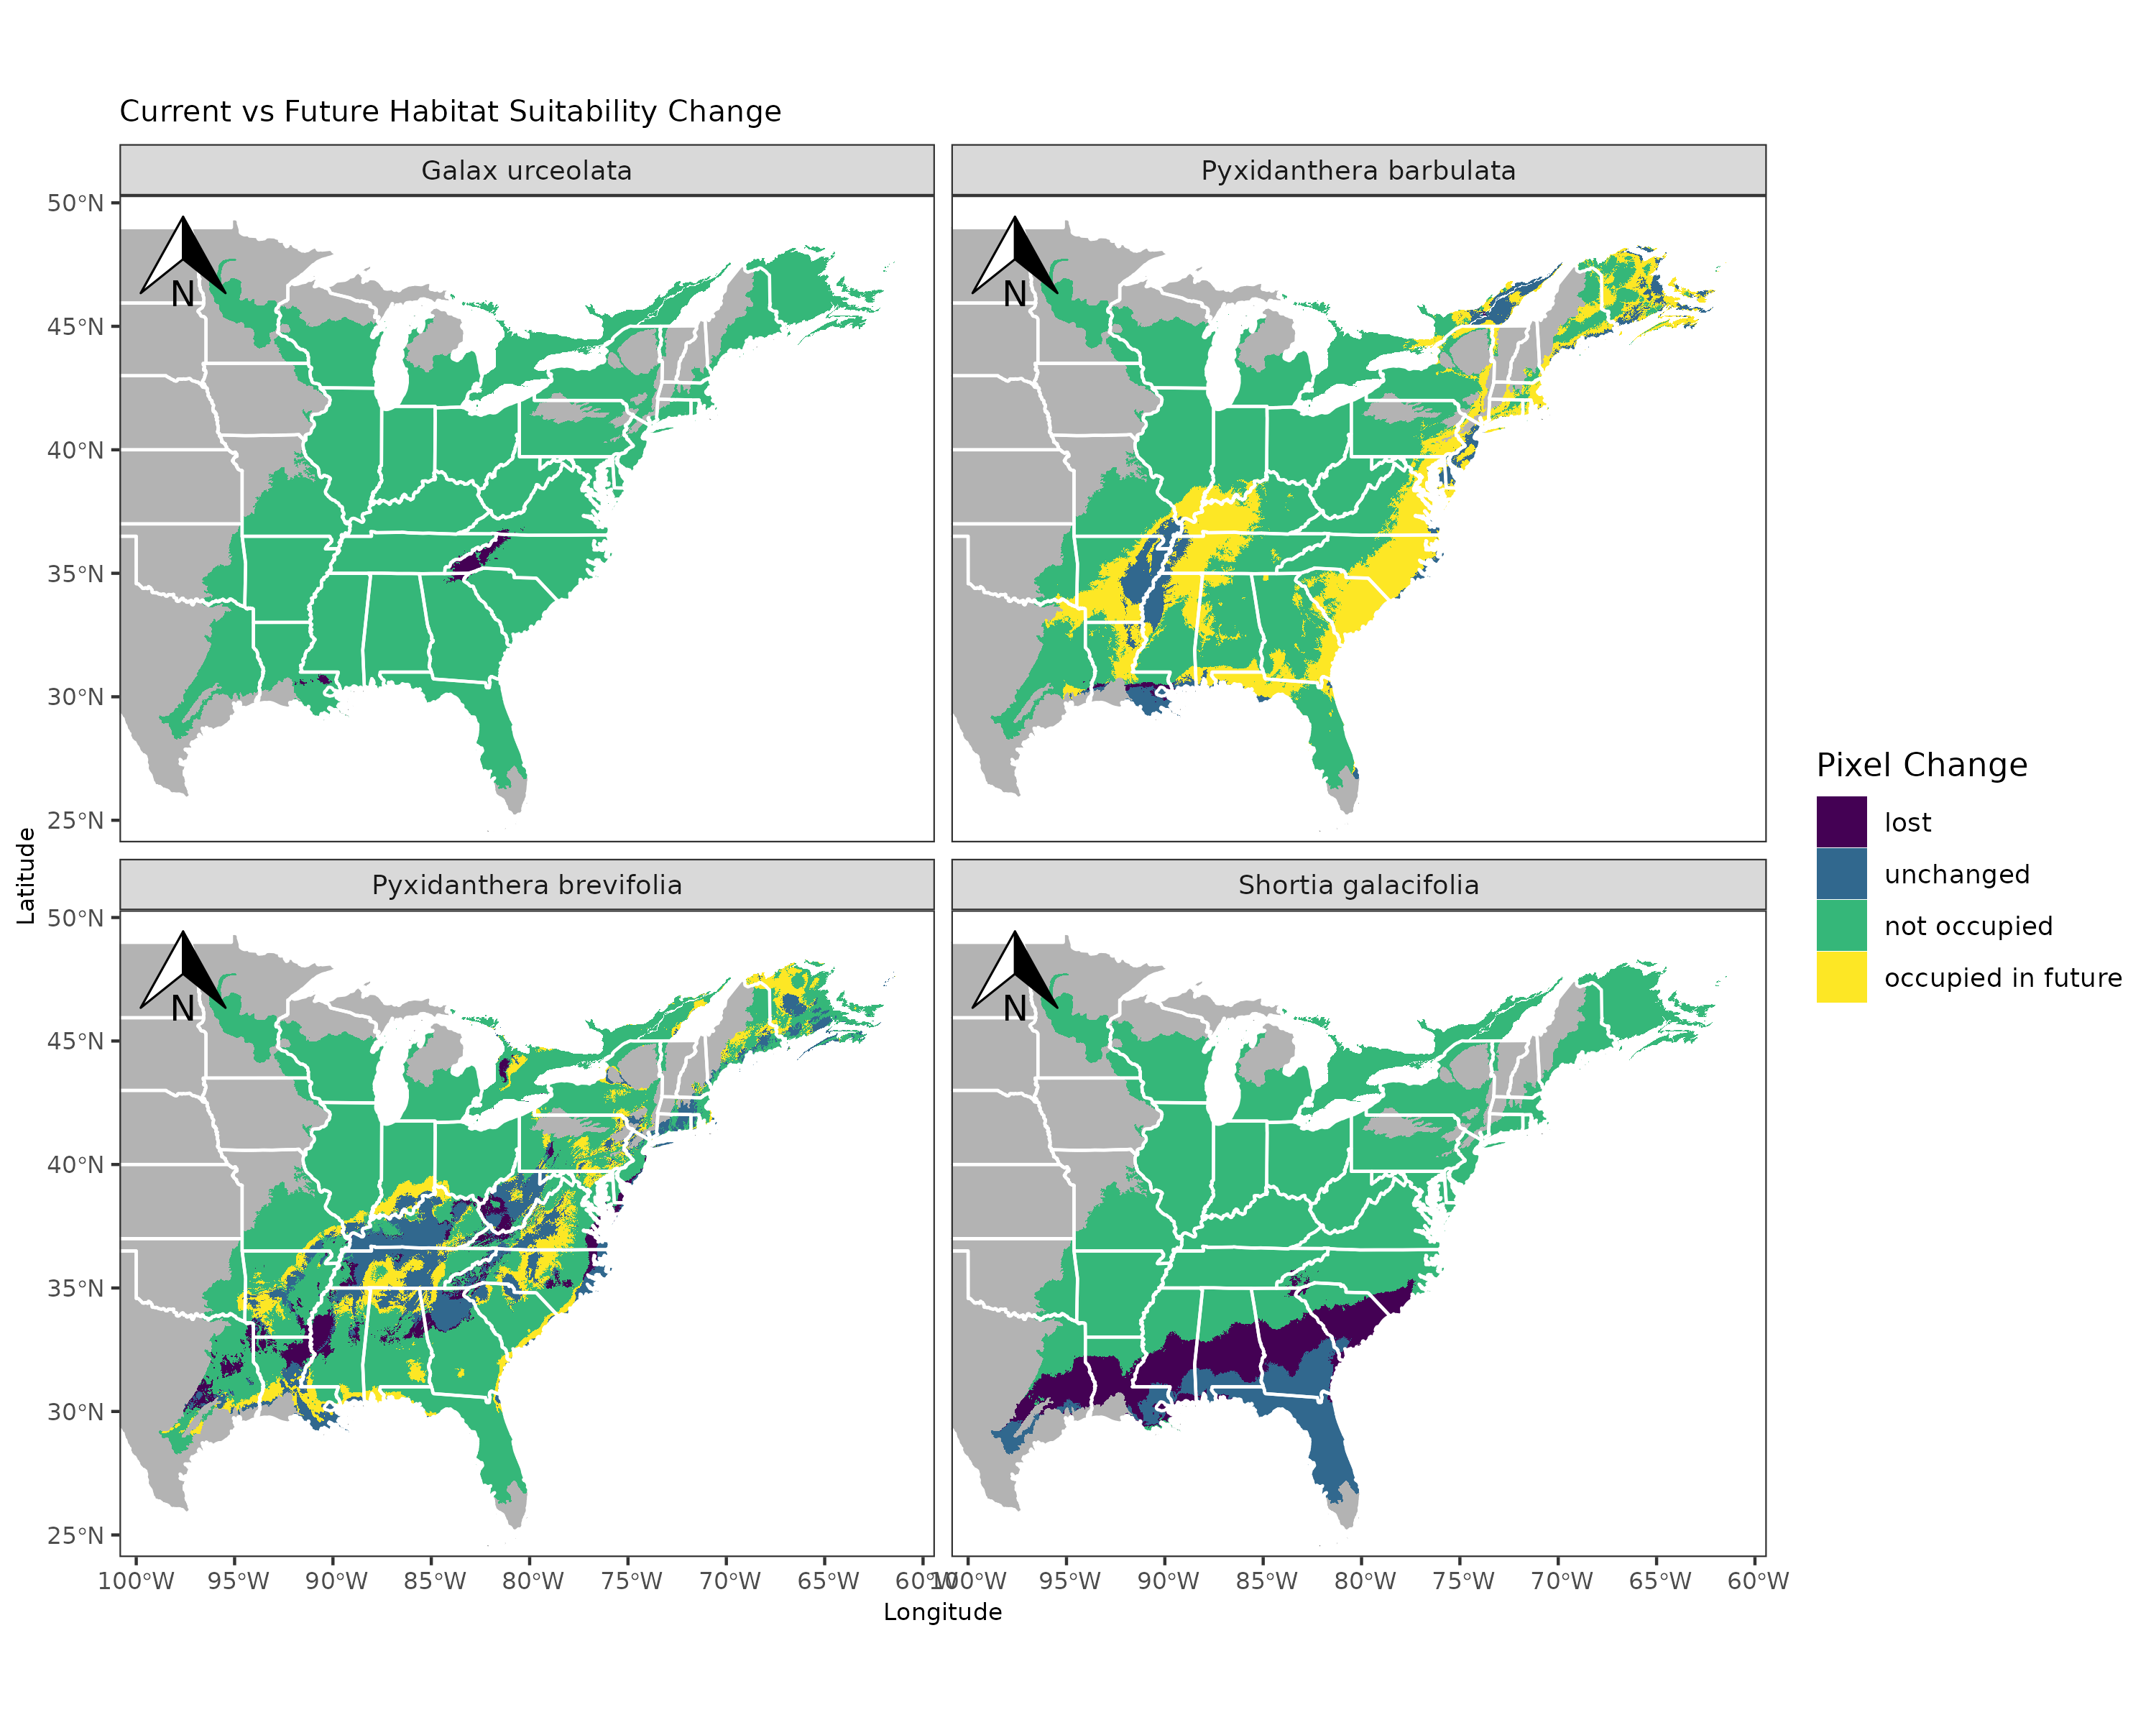 Current vs Future Habitat Suitability Change
Galax urceolata
Pyxidanthera barbulata
50°N
45°N
40°N
35°N
30°N
25°N
N
N
Pyxidanthera brevifolia
Shortia galacifolia
50°N
45°N
40°N
35°N
30°N
25°N
N
N
Latitude
100°W 95°W 90°W 85°W 80°W 75°W 70°W 65°W 60°W
100°W 95°W 90°W 85°W 80°W 75°W 70°W 65°W 60°W
Longitude
Pixel Change
lost
unchanged
not occupied
occupied in future